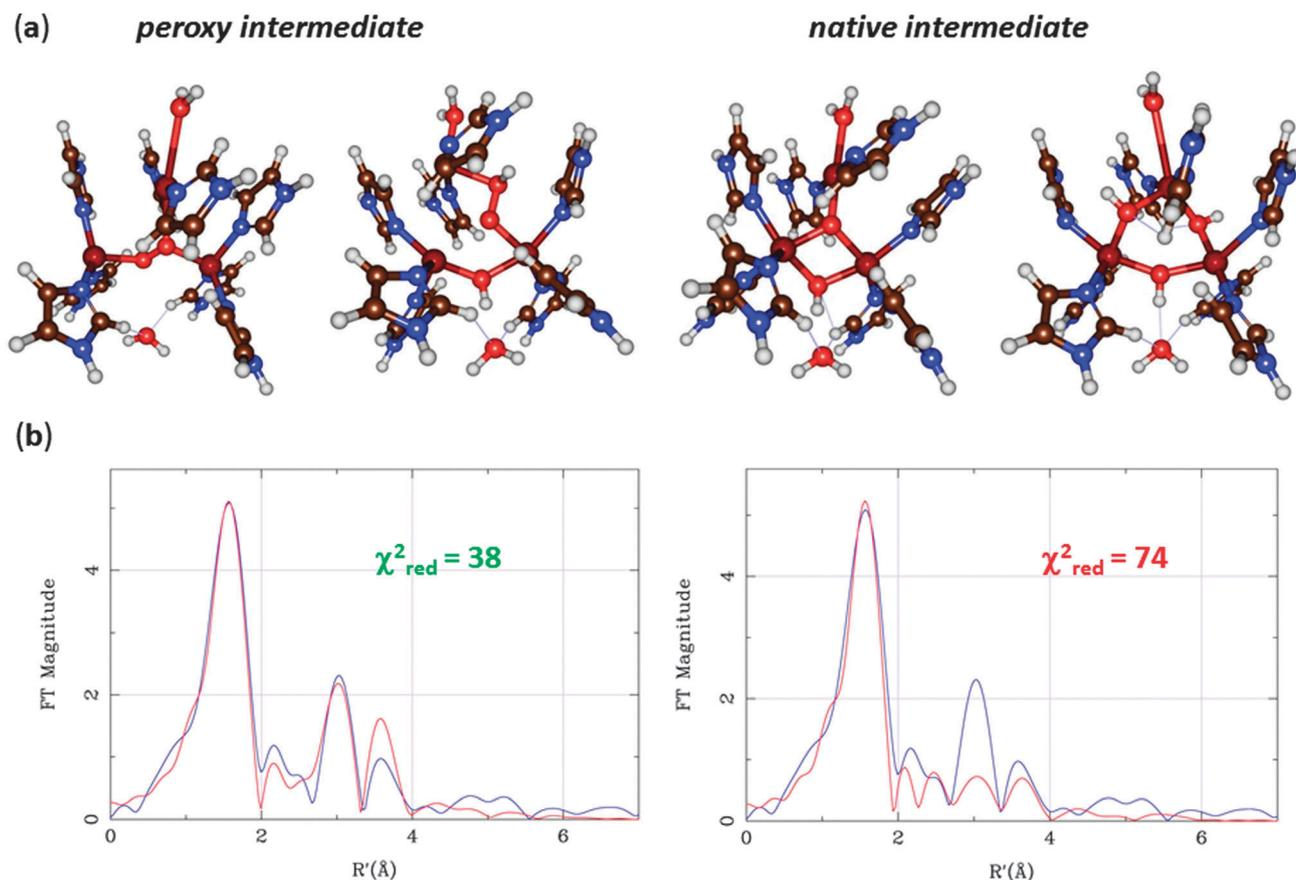 (a) peroxy intermediate native intermediate
(b)
χ²red = 38
χ²red = 74
FT Magnitude
4
2
0
0 2 4 6
R'(Å)
FT Magnitude
4
2
0
0 2 4 6
R'(Å)